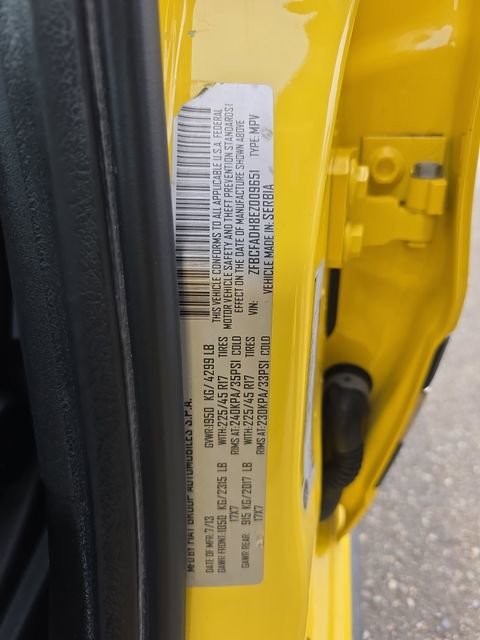 MFD BY FIAT GROUP AUTOMOBILES S.P.A.
DATE OF MFR: 7/13 GVWR: 1950 KG/ 4299 LB
GAWR FRONT: 1050 KG/2315 LB WITH: 225/45 R17 TIRES
17X7 RIMS AT: 240KPA/35PSI COLD
GAWR REAR: 915 KG/2017 LB WITH: 225/45 R17 TIRES
17X7 RIMS AT: 230KPA/33PSI COLD
THIS VEHICLE CONFORMS TO ALL APPLICABLE U.S.A. FEDERAL
MOTOR VEHICLE SAFETY AND THEFT PREVENTION STANDARDS I
EFFECT ON THE DATE OF MANUFACTURE SHOWN ABOVE
VIN: ZFBCFADH8EZ009651 TYPE: MPV
VEHICLE MADE IN: SERBIA